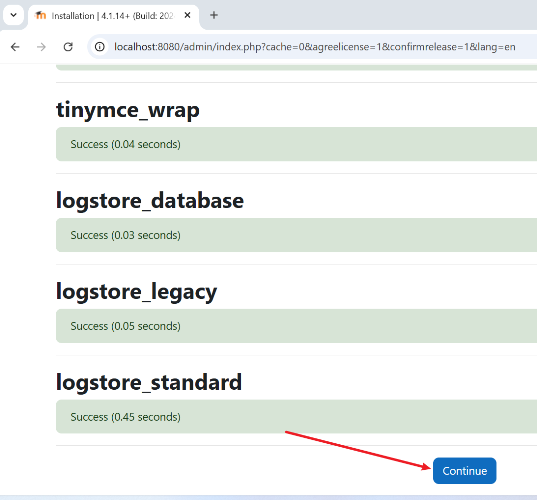 Installation | 4.1.14+ (Build: 202
localhost:8080/admin/index.php?cache=0&agreelicense=1&confirmrelease=1&lang=en
tinymce_wrap
Success (0.04 seconds)
logstore_database
Success (0.03 seconds)
logstore_legacy
Success (0.05 seconds)
logstore_standard
Success (0.45 seconds)
Continue